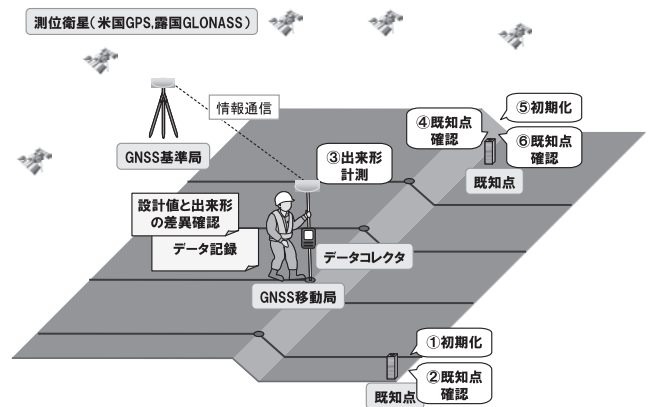 測位衛星(米国GPS,露国GLONASS)
情報通信
GNSS基準局
③出来形
計測
④既知点
確認
⑤初期化
⑥既知点
確認
既知点
設計値と出来形
の差異確認
データ記録
データコレクタ
GNSS移動局
①初期化
②既知点
確認
既知点